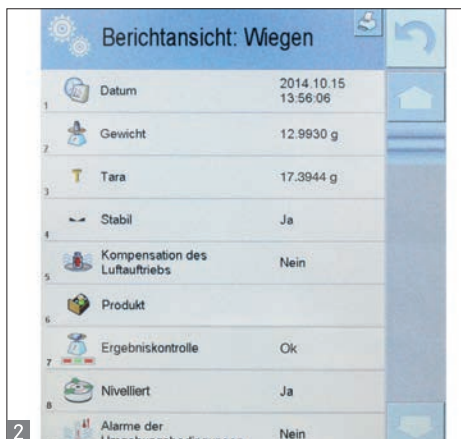 Berichtansicht: Wiegen
1 Datum 2014.10.15
13:56:06
2 Gewicht 12.9930 g
3 T Tara 17.3944 g
4 Stabil Ja
5 Kompensation des
Luftauftriebs Nein
6 Produkt
7 Ergebniskontrolle Ok
8 Nivelliert Ja
Alarme der
Umgebungsbedingungen Nein
2